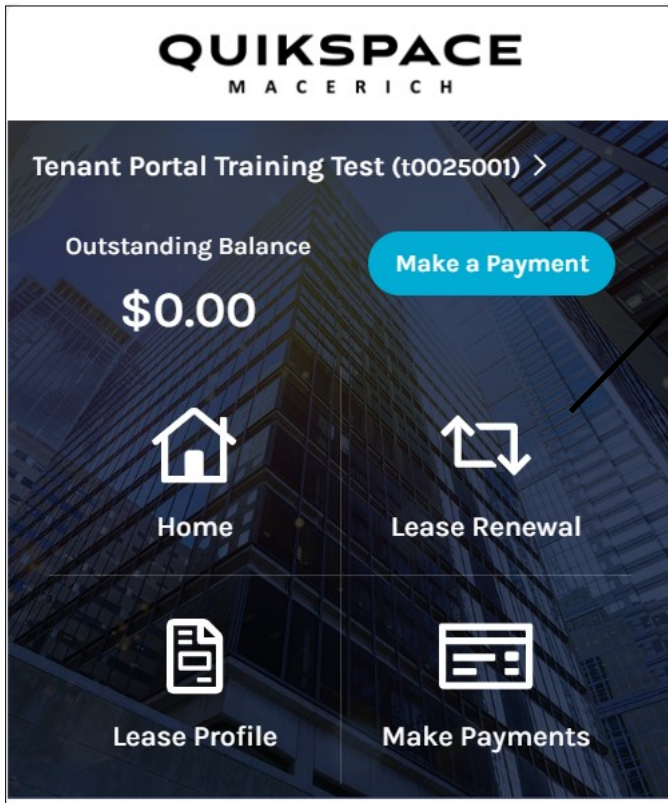 QUIKSPACE
MACERICH
Tenant Portal Training Test (t0025001)
Outstanding Balance
$0.00
Make a Payment
Home
Lease Renewal
Lease Profile
Make Payments